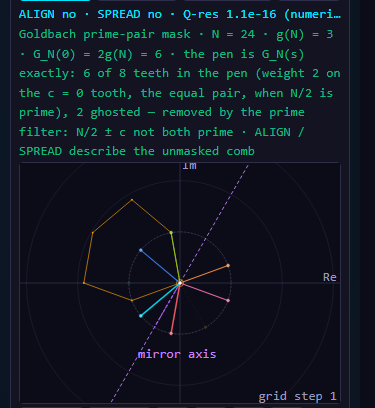 ALIGN no · SPREAD no · Q-res 1.1e-16 (numeri…
Goldbach prime-pair mask · N = 24 · g(N) = 3
· G_N(0) = 2g(N) = 6 · the pen is G_N(s)
exactly: 6 of 8 teeth in the pen (weight 2 on
the c = 0 tooth, the equal pair, when N/2 is
prime), 2 ghosted — removed by the prime
filter: N/2 ± c not both prime · ALIGN /
SPREAD describe the unmasked comb
Im
Re
mirror axis
grid step 1